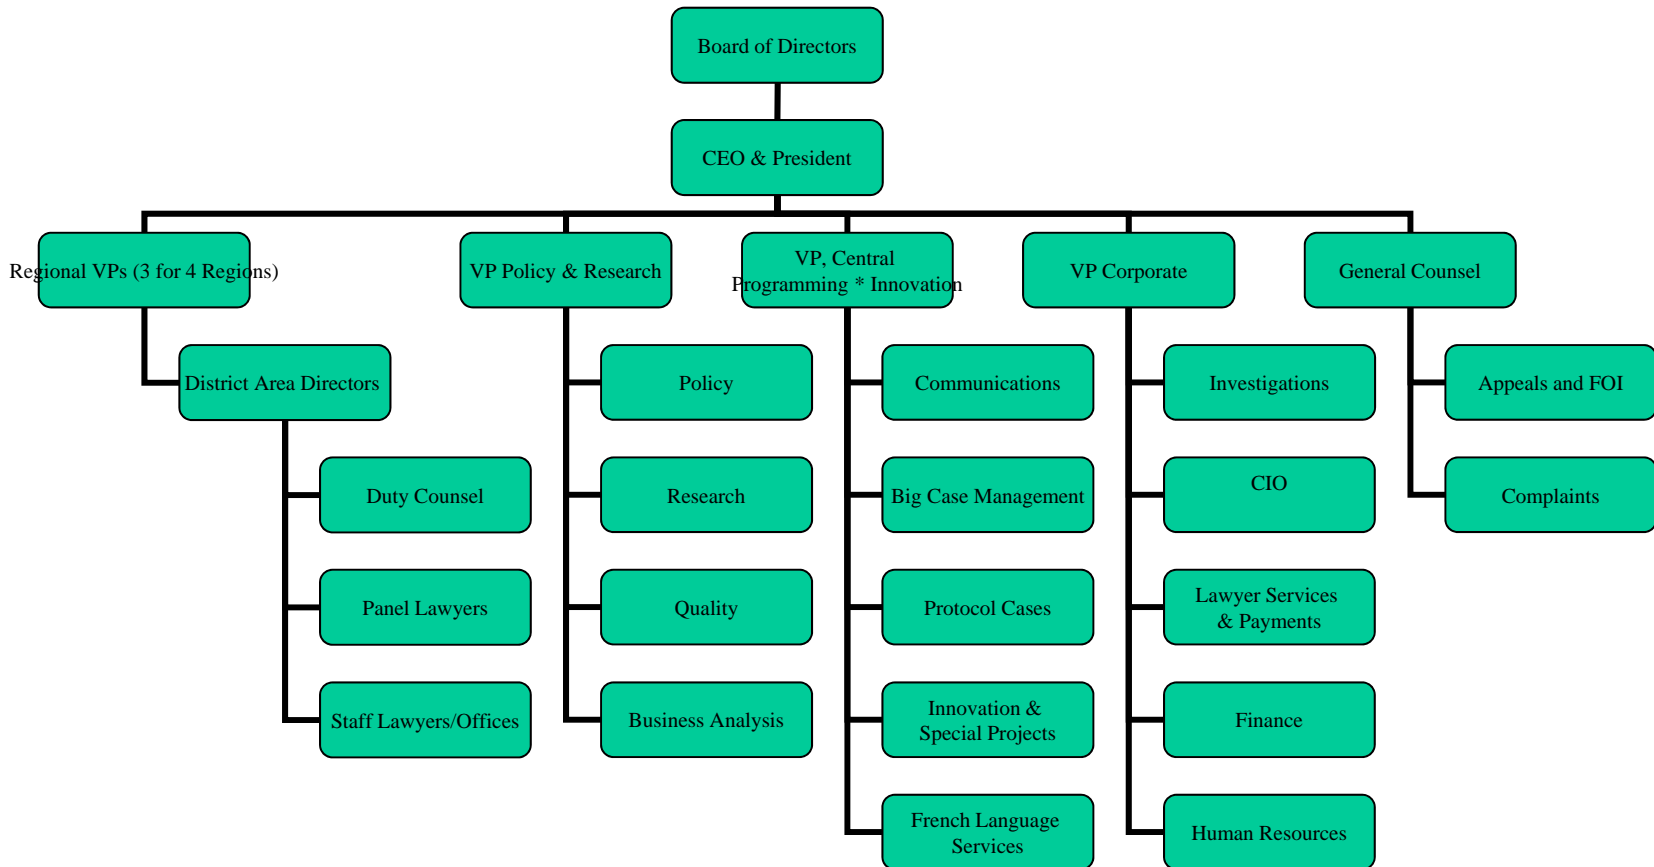 Board of Directors
CEO & President
Regional VPs (3 for 4 Regions)
VP Policy & Research
VP, Central
Programming * Innovation
VP Corporate
General Counsel
District Area Directors
Policy
Communications
Investigations
Appeals and FOI
Duty Counsel
Research
Big Case Management
CIO
Complaints
Panel Lawyers
Quality
Protocol Cases
Lawyer Services
& Payments
Staff Lawyers/Offices
Business Analysis
Innovation &
Special Projects
Finance
French Language
Services
Human Resources